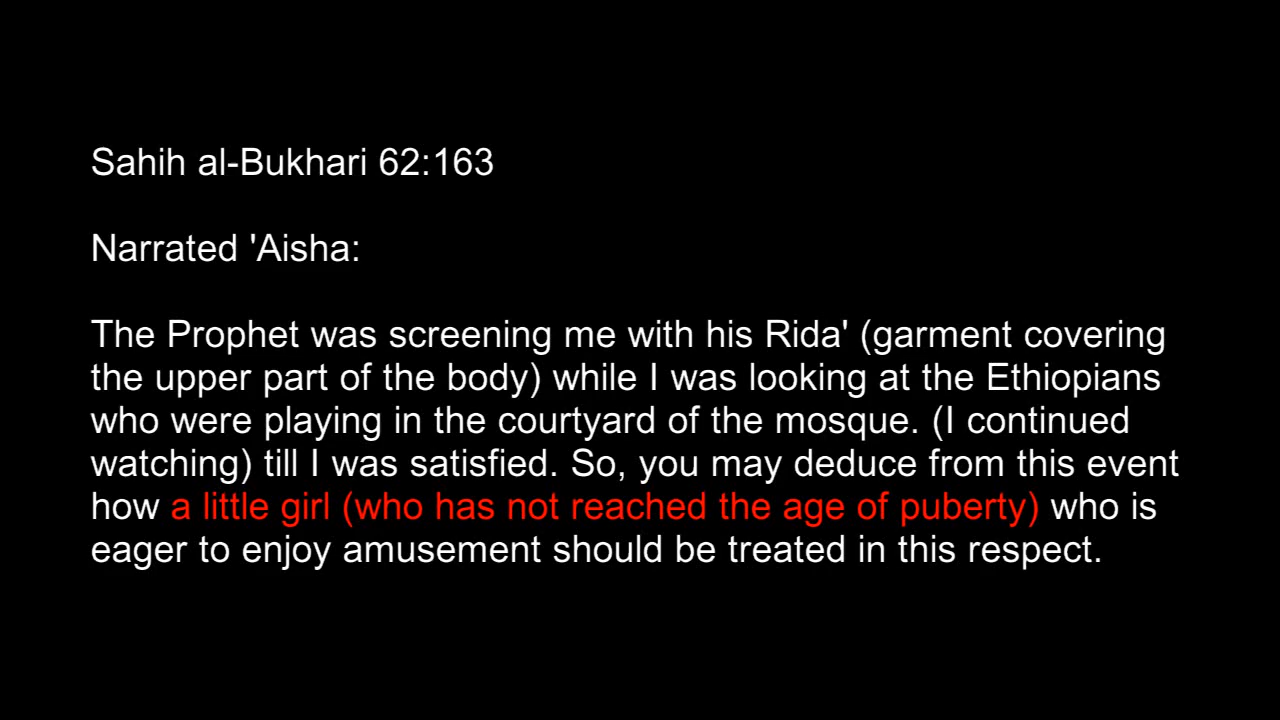 Sahih al-Bukhari 62:163
Narrated 'Aisha:
The Prophet was screening me with his Rida' (garment covering
the upper part of the body) while I was looking at the Ethiopians
who were playing in the courtyard of the mosque. (I continued
watching) till I was satisfied. So, you may deduce from this event
how a little girl (who has not reached the age of puberty) who is
eager to enjoy amusement should be treated in this respect.